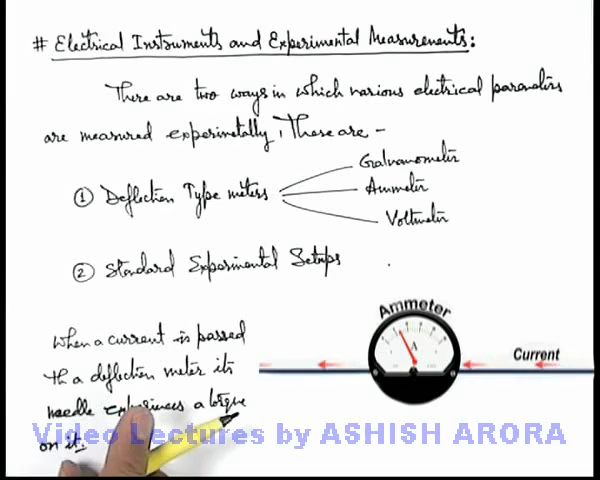 # Electrical Instuments and Experimental Measurements:
There are two ways in which various electrical parameters
are measured experimetally, These are -
① Deflection Type meters
Galvanometer
Ammeter
Voltmeter
② Standard Experimental Setups
When a current is passed
th a deflection meter its
needle experiences a torque
on it.
Ammeter
A
Current
Video Lectures by ASHISH ARORA